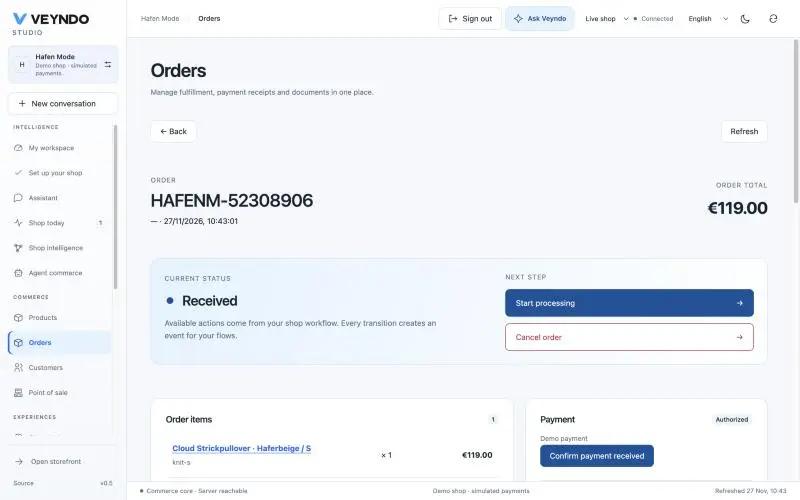 VEYNDO
STUDIO
H
Hafen Mode
Demo shop · simulated
payments.
+ New conversation
INTELLIGENCE
My workspace
Set up your shop
Assistant
Shop today 1
Shop intelligence
Agent commerce
COMMERCE
Products
Orders
Customers
Point of sale
EXPERIENCES
→ Open storefront
Source v0.5
Hafen Mode Orders
Sign out
Ask Veyndo
Live shop
Connected
English
Orders
Manage fulfillment, payment receipts and documents in one place.
← Back
Refresh
ORDER
HAFENM-52308906
— · 27/11/2026, 10:43:01
ORDER TOTAL
€119.00
CURRENT STATUS
Received
Available actions come from your shop workflow. Every transition creates an
event for your flows.
NEXT STEP
Start processing →
Cancel order →
Order items 1
Cloud Strickpullover · Haferbeige / S × 1 €119.00
knit-s
Payment Authorized
Demo payment
Confirm payment received
Commerce core · Server reachable
Demo shop · simulated payments
Refreshed 27 Nov, 10:43